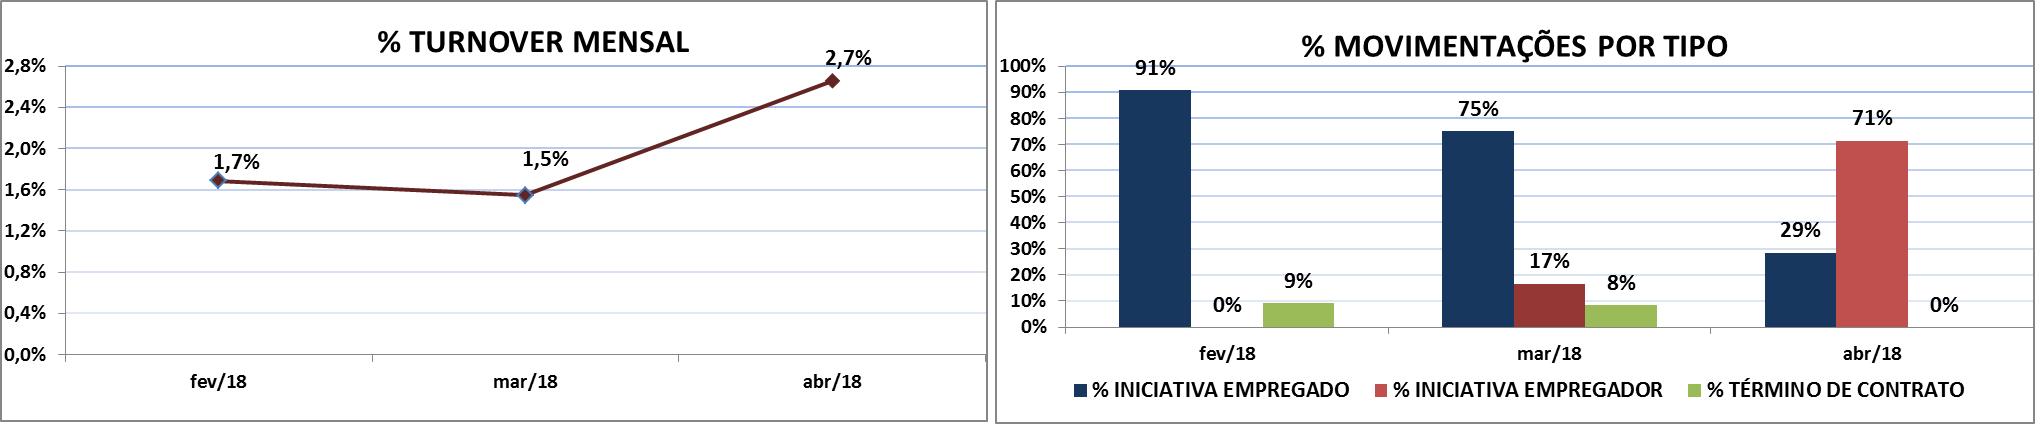 % TURNOVER MENSAL
2,8%
2,4%
2,0%
1,6%
1,2%
0,8%
0,4%
0,0%
1,7%
1,5%
2,7%
fev/18 mar/18 abr/18
% MOVIMENTAÇÕES POR TIPO
100%
90%
80%
70%
60%
50%
40%
30%
20%
10%
0%
91% 0% 9%
75% 17% 8%
29% 71% 0%
fev/18 mar/18 abr/18
% INICIATIVA EMPREGADO % INICIATIVA EMPREGADOR % TÉRMINO DE CONTRATO